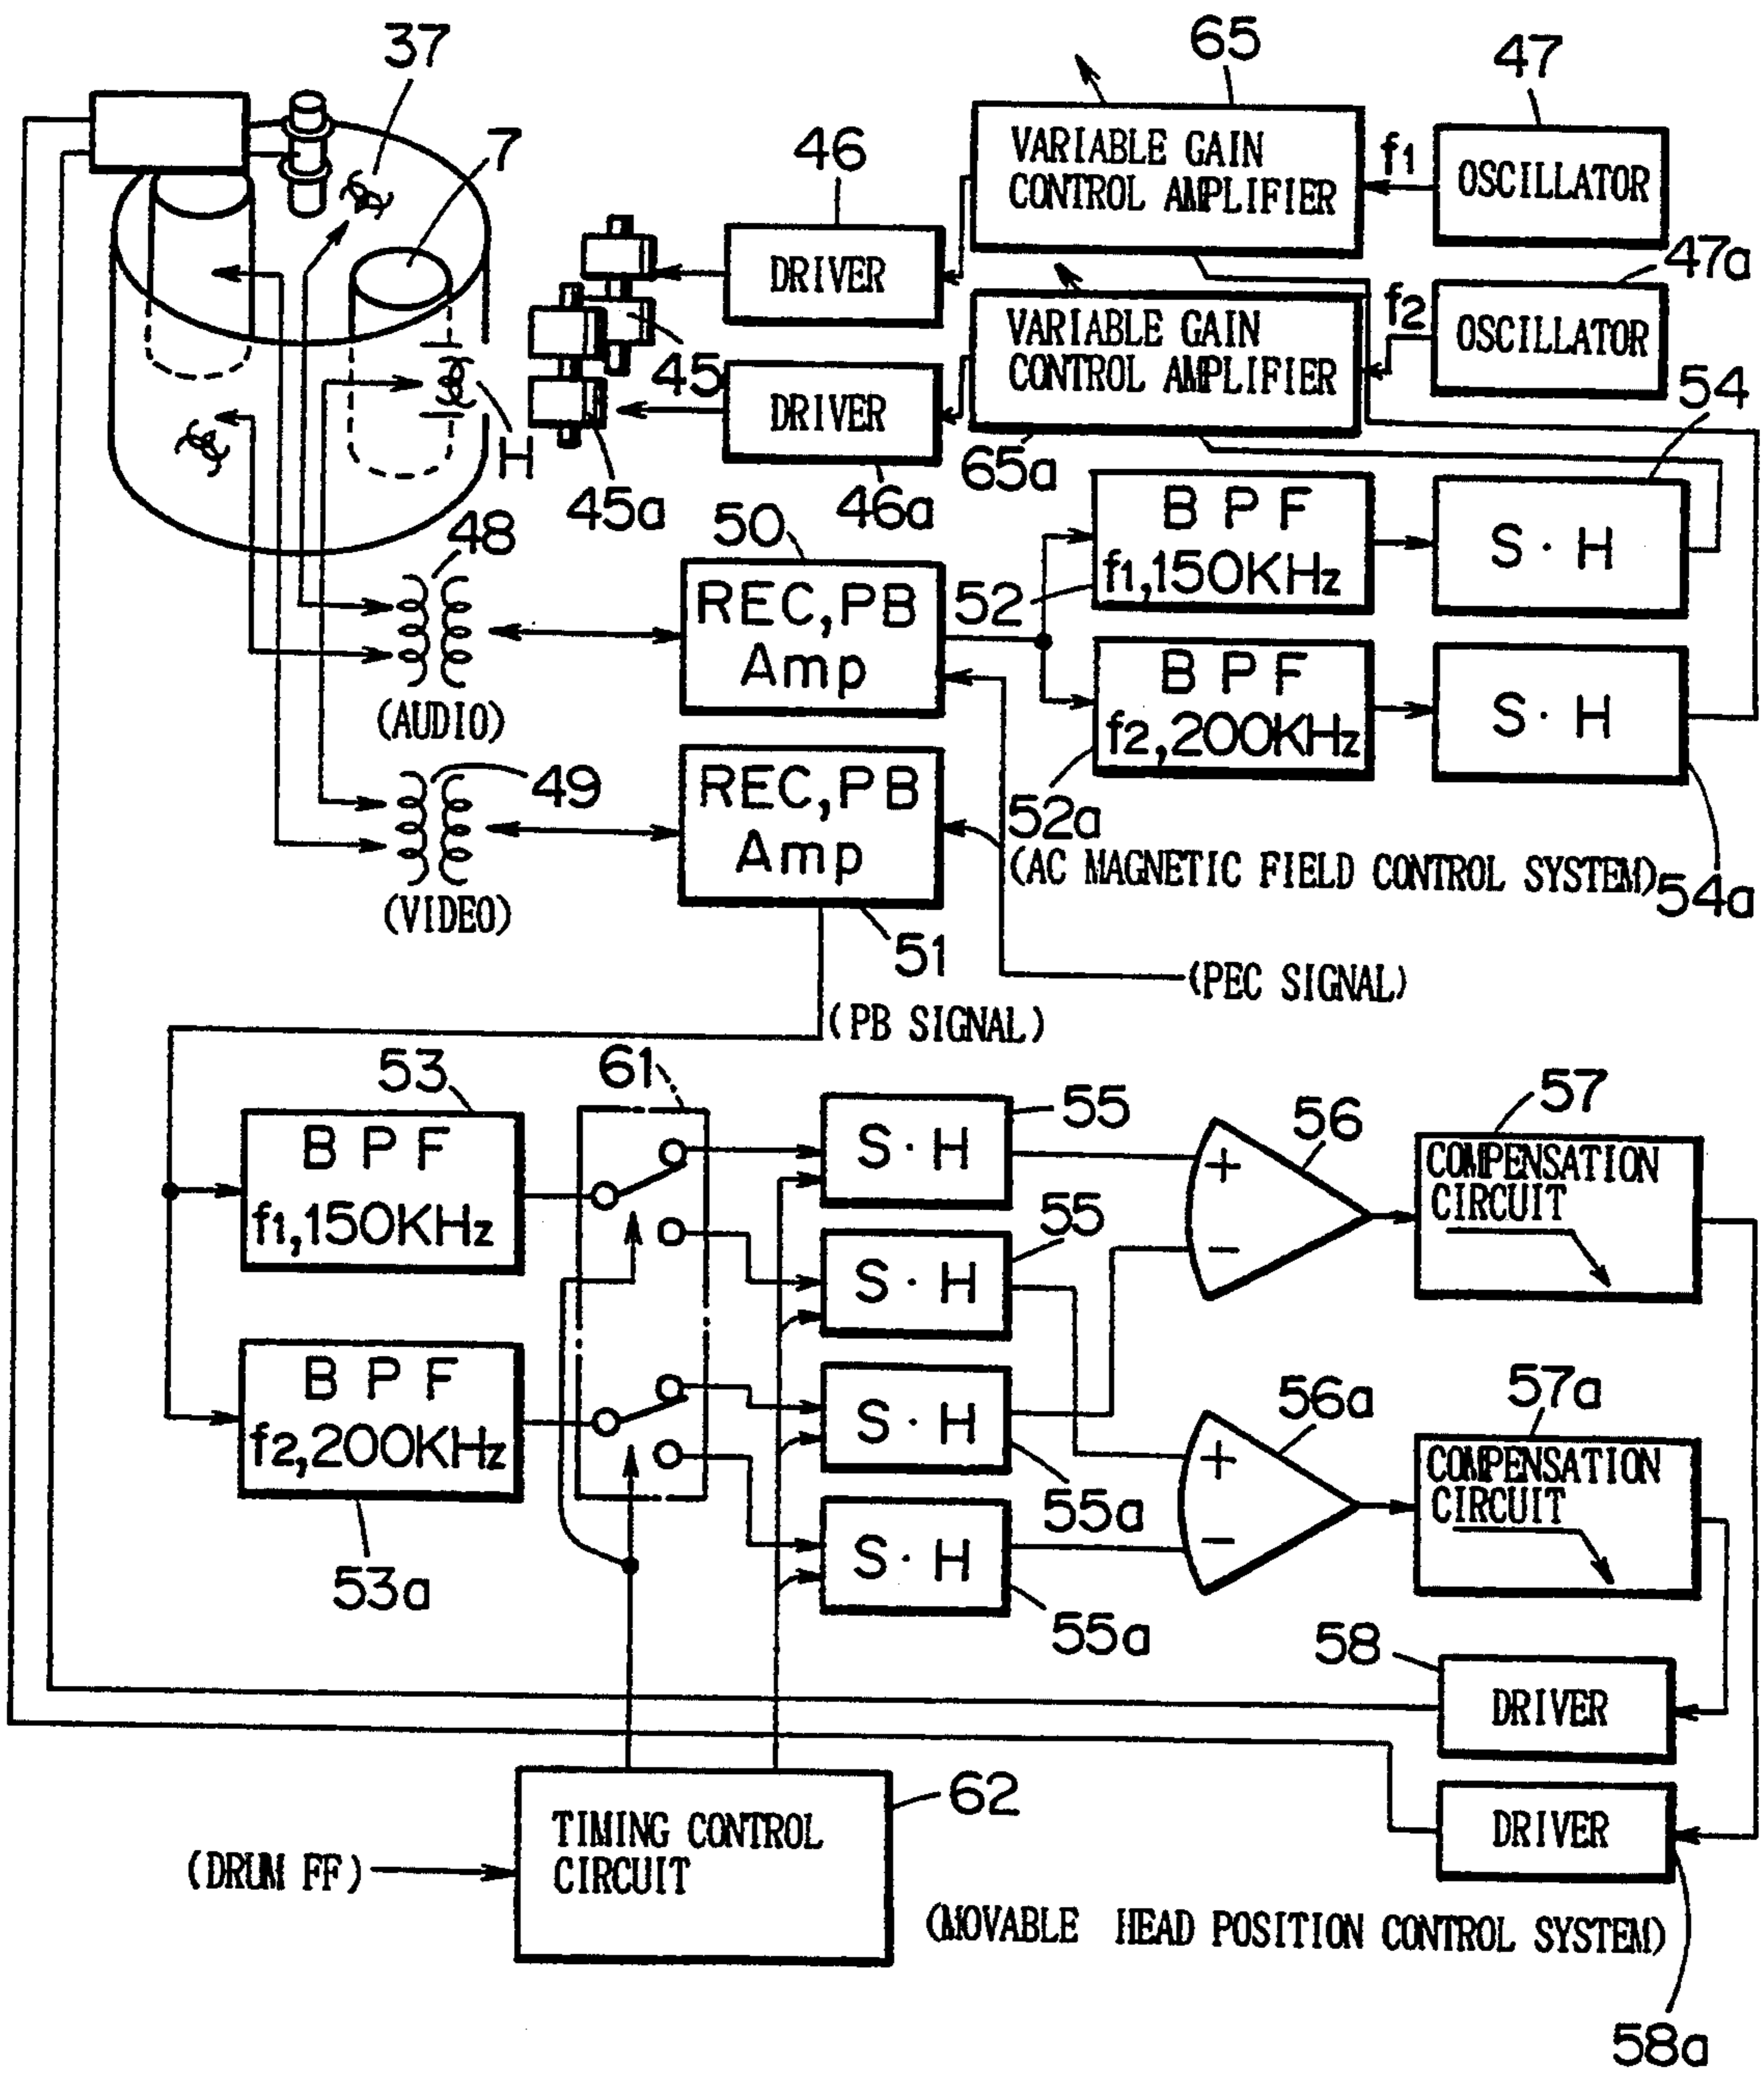 37
7
65
47
46
VARIABLE GAIN
CONTROL AMPLIFIER
f1
OSCILLATOR
DRIVER
47a
VARIABLE GAIN
CONTROL AMPLIFIER
f2
OSCILLATOR
45
DRIVER
54
H
45a
46a
65a
48
50
52
B P F
f1,150KHz
S·H
REC,PB
Amp
(AUDIO)
B P F
f2,200KHz
S·H
49
REC,PB
Amp
52a
(AC MAGNETIC FIELD CONTROL SYSTEM)
54a
(VIDEO)
51
(PEC SIGNAL)
(PB SIGNAL)
53
61
55
56
57
B P F
f1,150KHz
S·H
+
−
COMPENSATION
CIRCUIT
55
S·H
B P F
f2,200KHz
S·H
56a
57a
+
−
COMPENSATION
CIRCUIT
55a
53a
S·H
55a
58
DRIVER
62
DRIVER
TIMING CONTROL
CIRCUIT
(DRUM FF)
(MOVABLE HEAD POSITION CONTROL SYSTEM)
58a